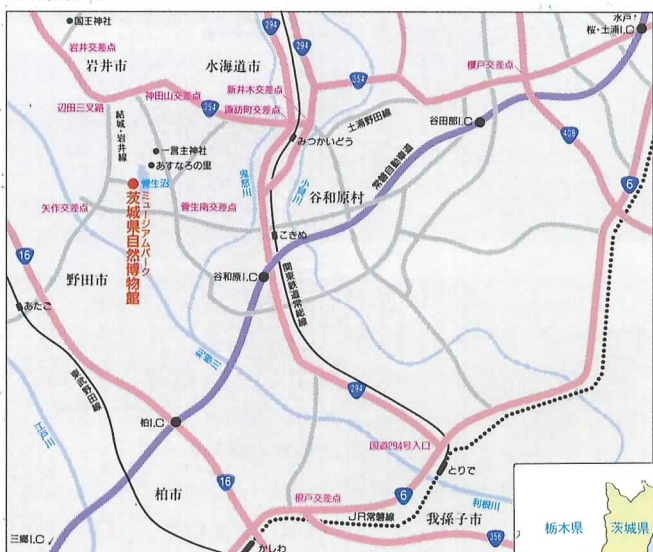 国王神社
水戸↑
桜・土浦I.C
岩井交差点
岩井市
水海道市
294
294
新井木交差点
354
榎戸交差点
神田山交差点
354
諏訪町交差点
辺田三叉路
結城・岩井線
土浦野田線
谷田部I.C
408
みつかいどう
一言主神社
あすなろの里
鬼怒川
小貝川
常磐自動車道
菅生沼
谷和原村
6
矢作交差点
菅生南交差点
ミュージアムパーク
茨城県自然博物館
16
こきぬ
野田市
谷和原I.C
関東鉄道常総線
あたご
利根川
東武野田線
294
江戸川
柏I.C
国道294号入口
とりで
16
柏市
根戸交差点
6
利根川
JR常磐線
我孫子市
356
三郷I.C
かしわ
栃木県
茨城県